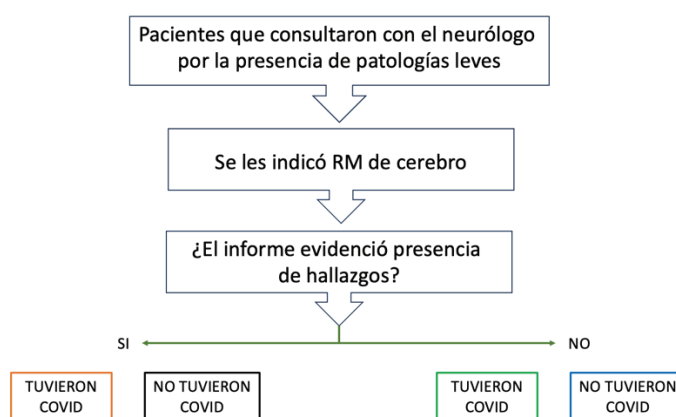 Pacientes que consultaron con el neurólogo
por la presencia de patologías leves
Se les indicó RM de cerebro
¿El informe evidenció presencia
de hallazgos?
SI
NO
TUVIERON
COVID
NO TUVIERON
COVID
TUVIERON
COVID
NO TUVIERON
COVID